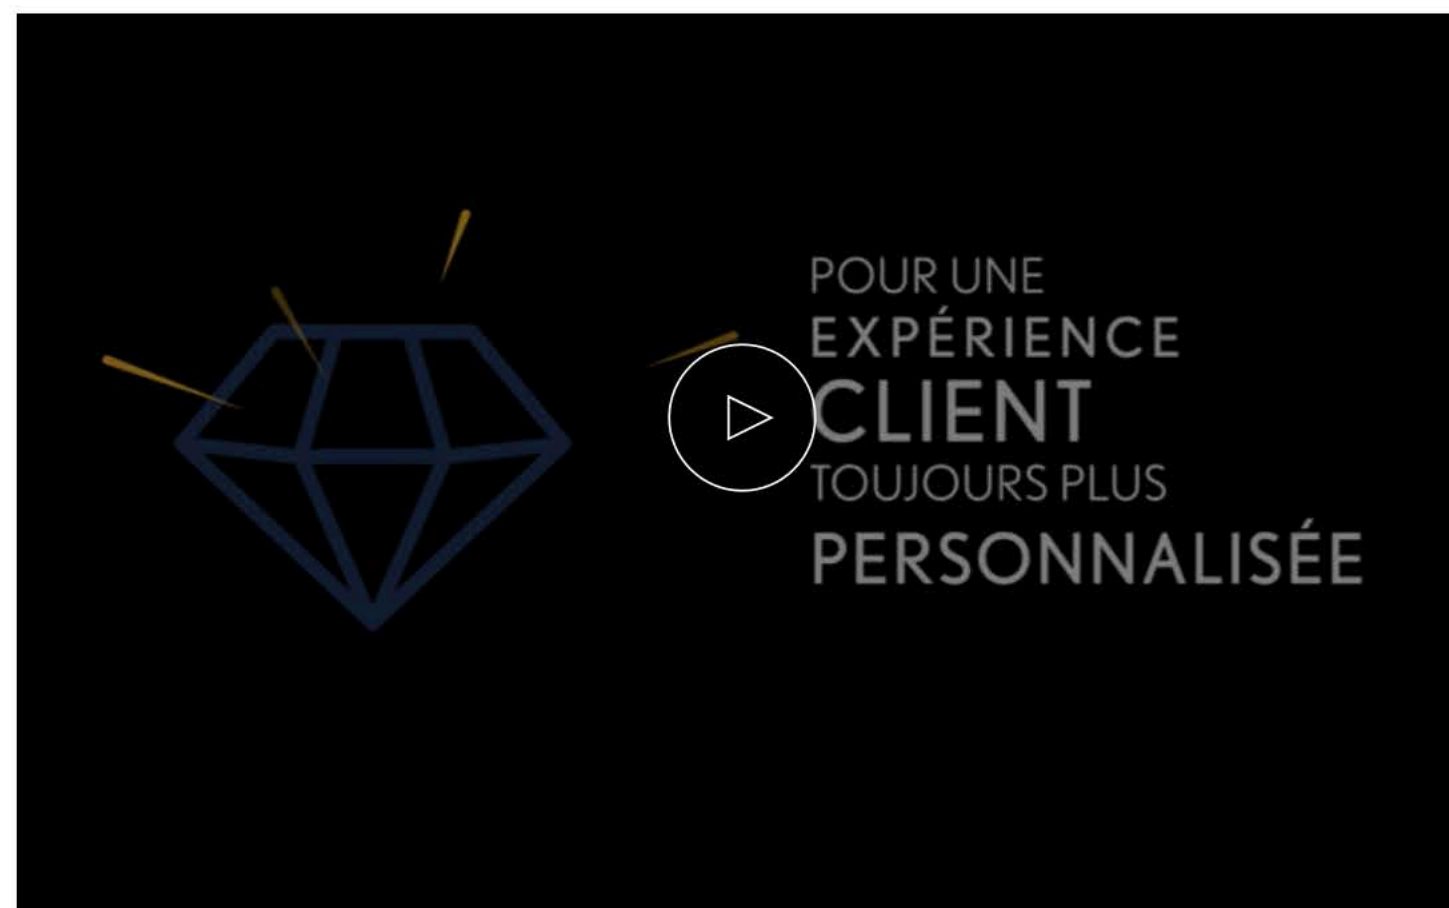 POUR UNE
EXPÉRIENCE
CLIENT
TOUJOURS PLUS
PERSONNALISÉE